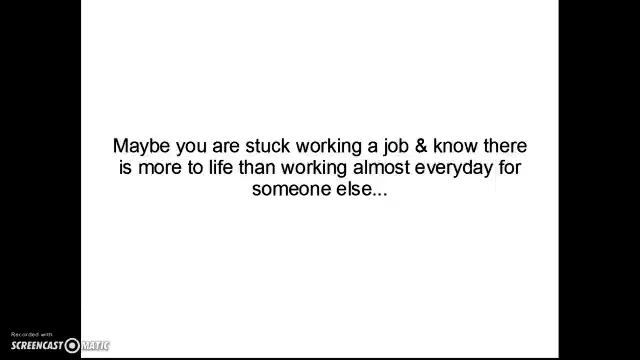 Maybe you are stuck working a job & know there
is more to life than working almost everyday for
someone else...
Recorded with
SCREENCAST MATIC